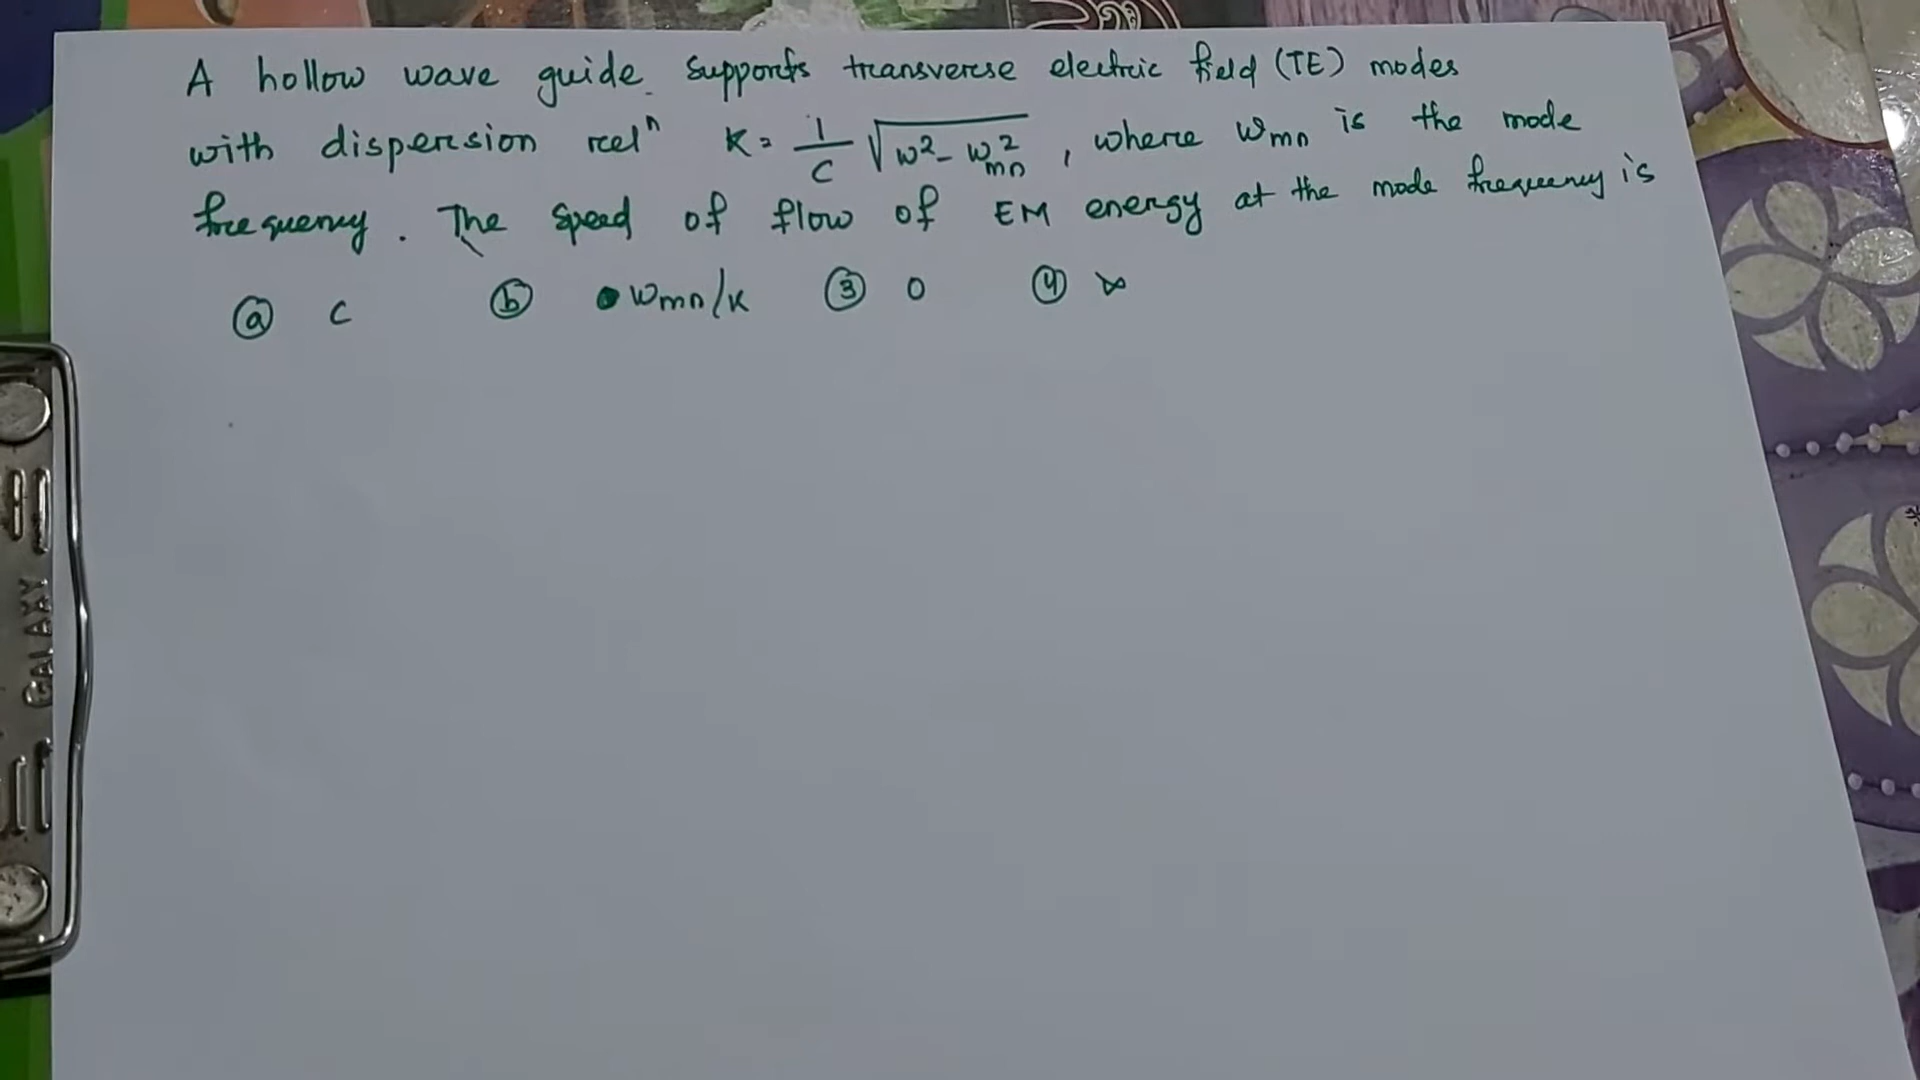 A hollow wave guide supports transverse electric field (TE) modes
with dispersion relⁿ K = 1/C √(ω² - ω²mn) , where ωmn is the mode
frequency. The speed of flow of EM energy at the mode frequency is
ⓐ C ⓑ ωmn/K ③ 0 ④ ∞
GALAXY